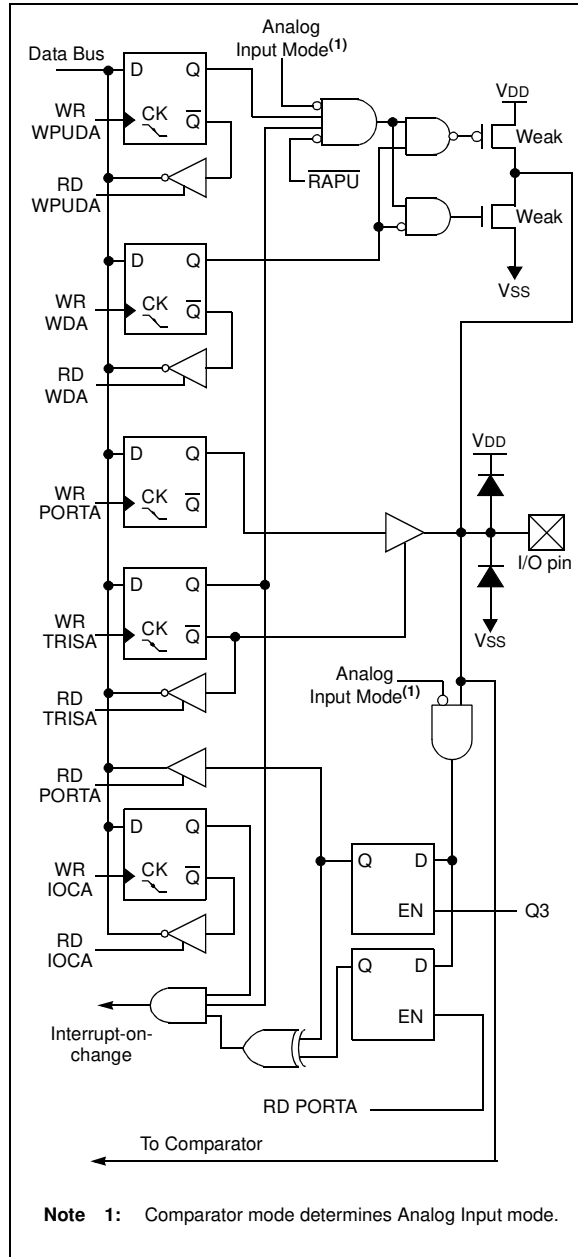 Analog
Input Mode(1)
Data Bus
D Q
WR
WPUDA
CK Q̅
VDD
Weak
RD
WPUDA
R̅A̅P̅U̅
Weak
VSS
D Q
WR
WDA
CK Q̅
RD
WDA
D Q
WR
PORTA
CK Q̅
VDD
I/O pin
VSS
D Q
WR
TRISA
CK Q̅
RD
TRISA
Analog
Input Mode(1)
RD
PORTA
D Q
WR
IOCA
CK Q̅
RD
IOCA
Q D
EN
Q3
Q D
EN
Interrupt-on-
change
RD PORTA
To Comparator
Note 1: Comparator mode determines Analog Input mode.